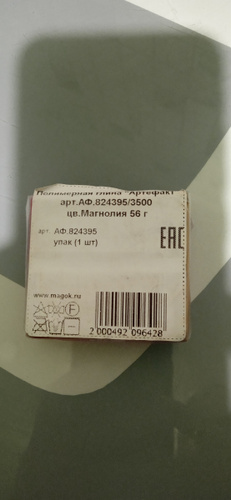 Полимерная глина "Артефакт"
арт.АФ.824395/3500
цв.Магнолия 56 г
арт. АФ.824395
упак (1 шт)
EAC
www.magok.ru
2 000492 096428